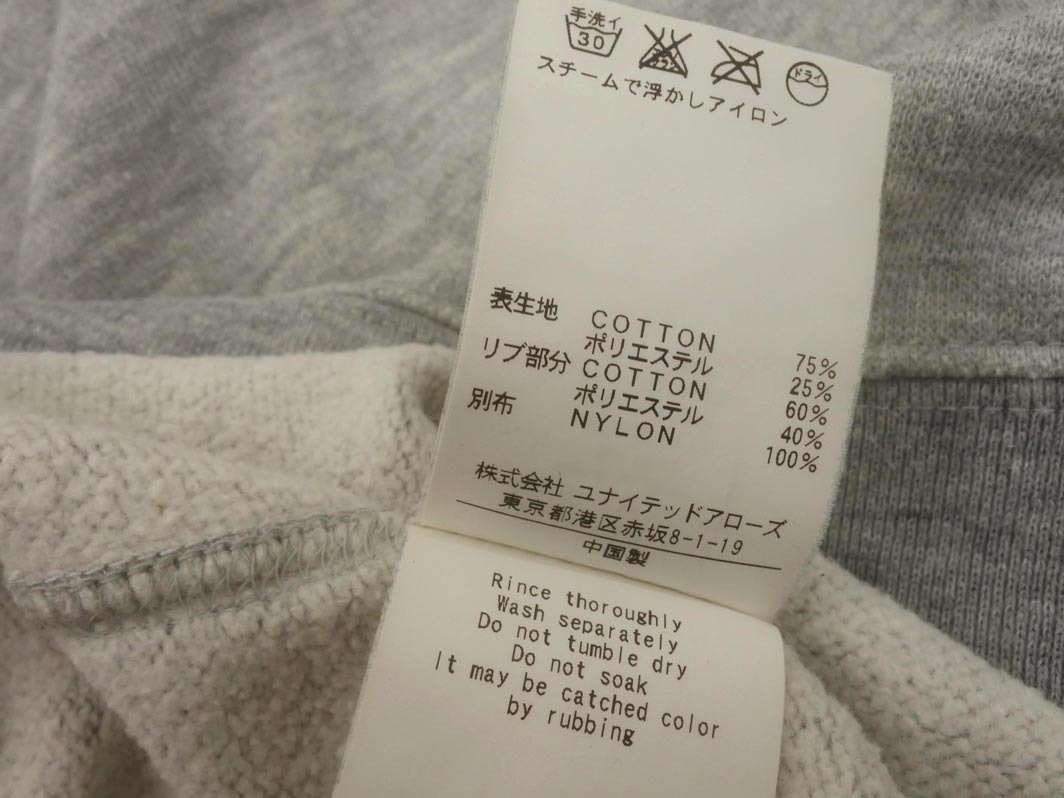 手洗イ
30
ドライ
スチームで浮かしアイロン
表生地 COTTON 75%
ポリエステル 25%
リブ部分 COTTON 60%
ポリエステル 40%
別布 NYLON 100%
株式会社 ユナイテッドアローズ
東京都港区赤坂8-1-19
中国製
Rince thoroughly
Wash separately
Do not tumble dry
Do not soak
It may be catched color
by rubbing